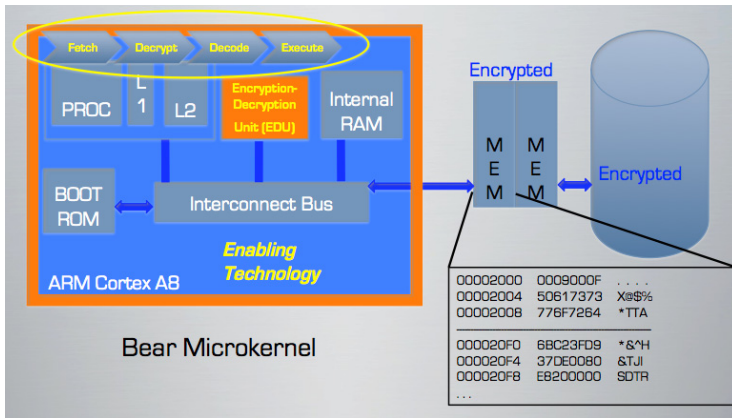 Fetch Decrypt Decode Execute
PROC
L
1
L2
Encryption-
Decryption
Unit (EDU)
Internal
RAM
BOOT
ROM
Interconnect Bus
Enabling
Technology
ARM Cortex A8
Bear Microkernel
Encrypted
M M
E E
M M
Encrypted
00002000 0009000F . . . .
00002004 50617373 X@$%
00002008 776F7264 *TTA
000020F0 6BC23FD9 *&^H
000020F4 37DE0080 &TJI
000020F8 E8200000 SDTR
...